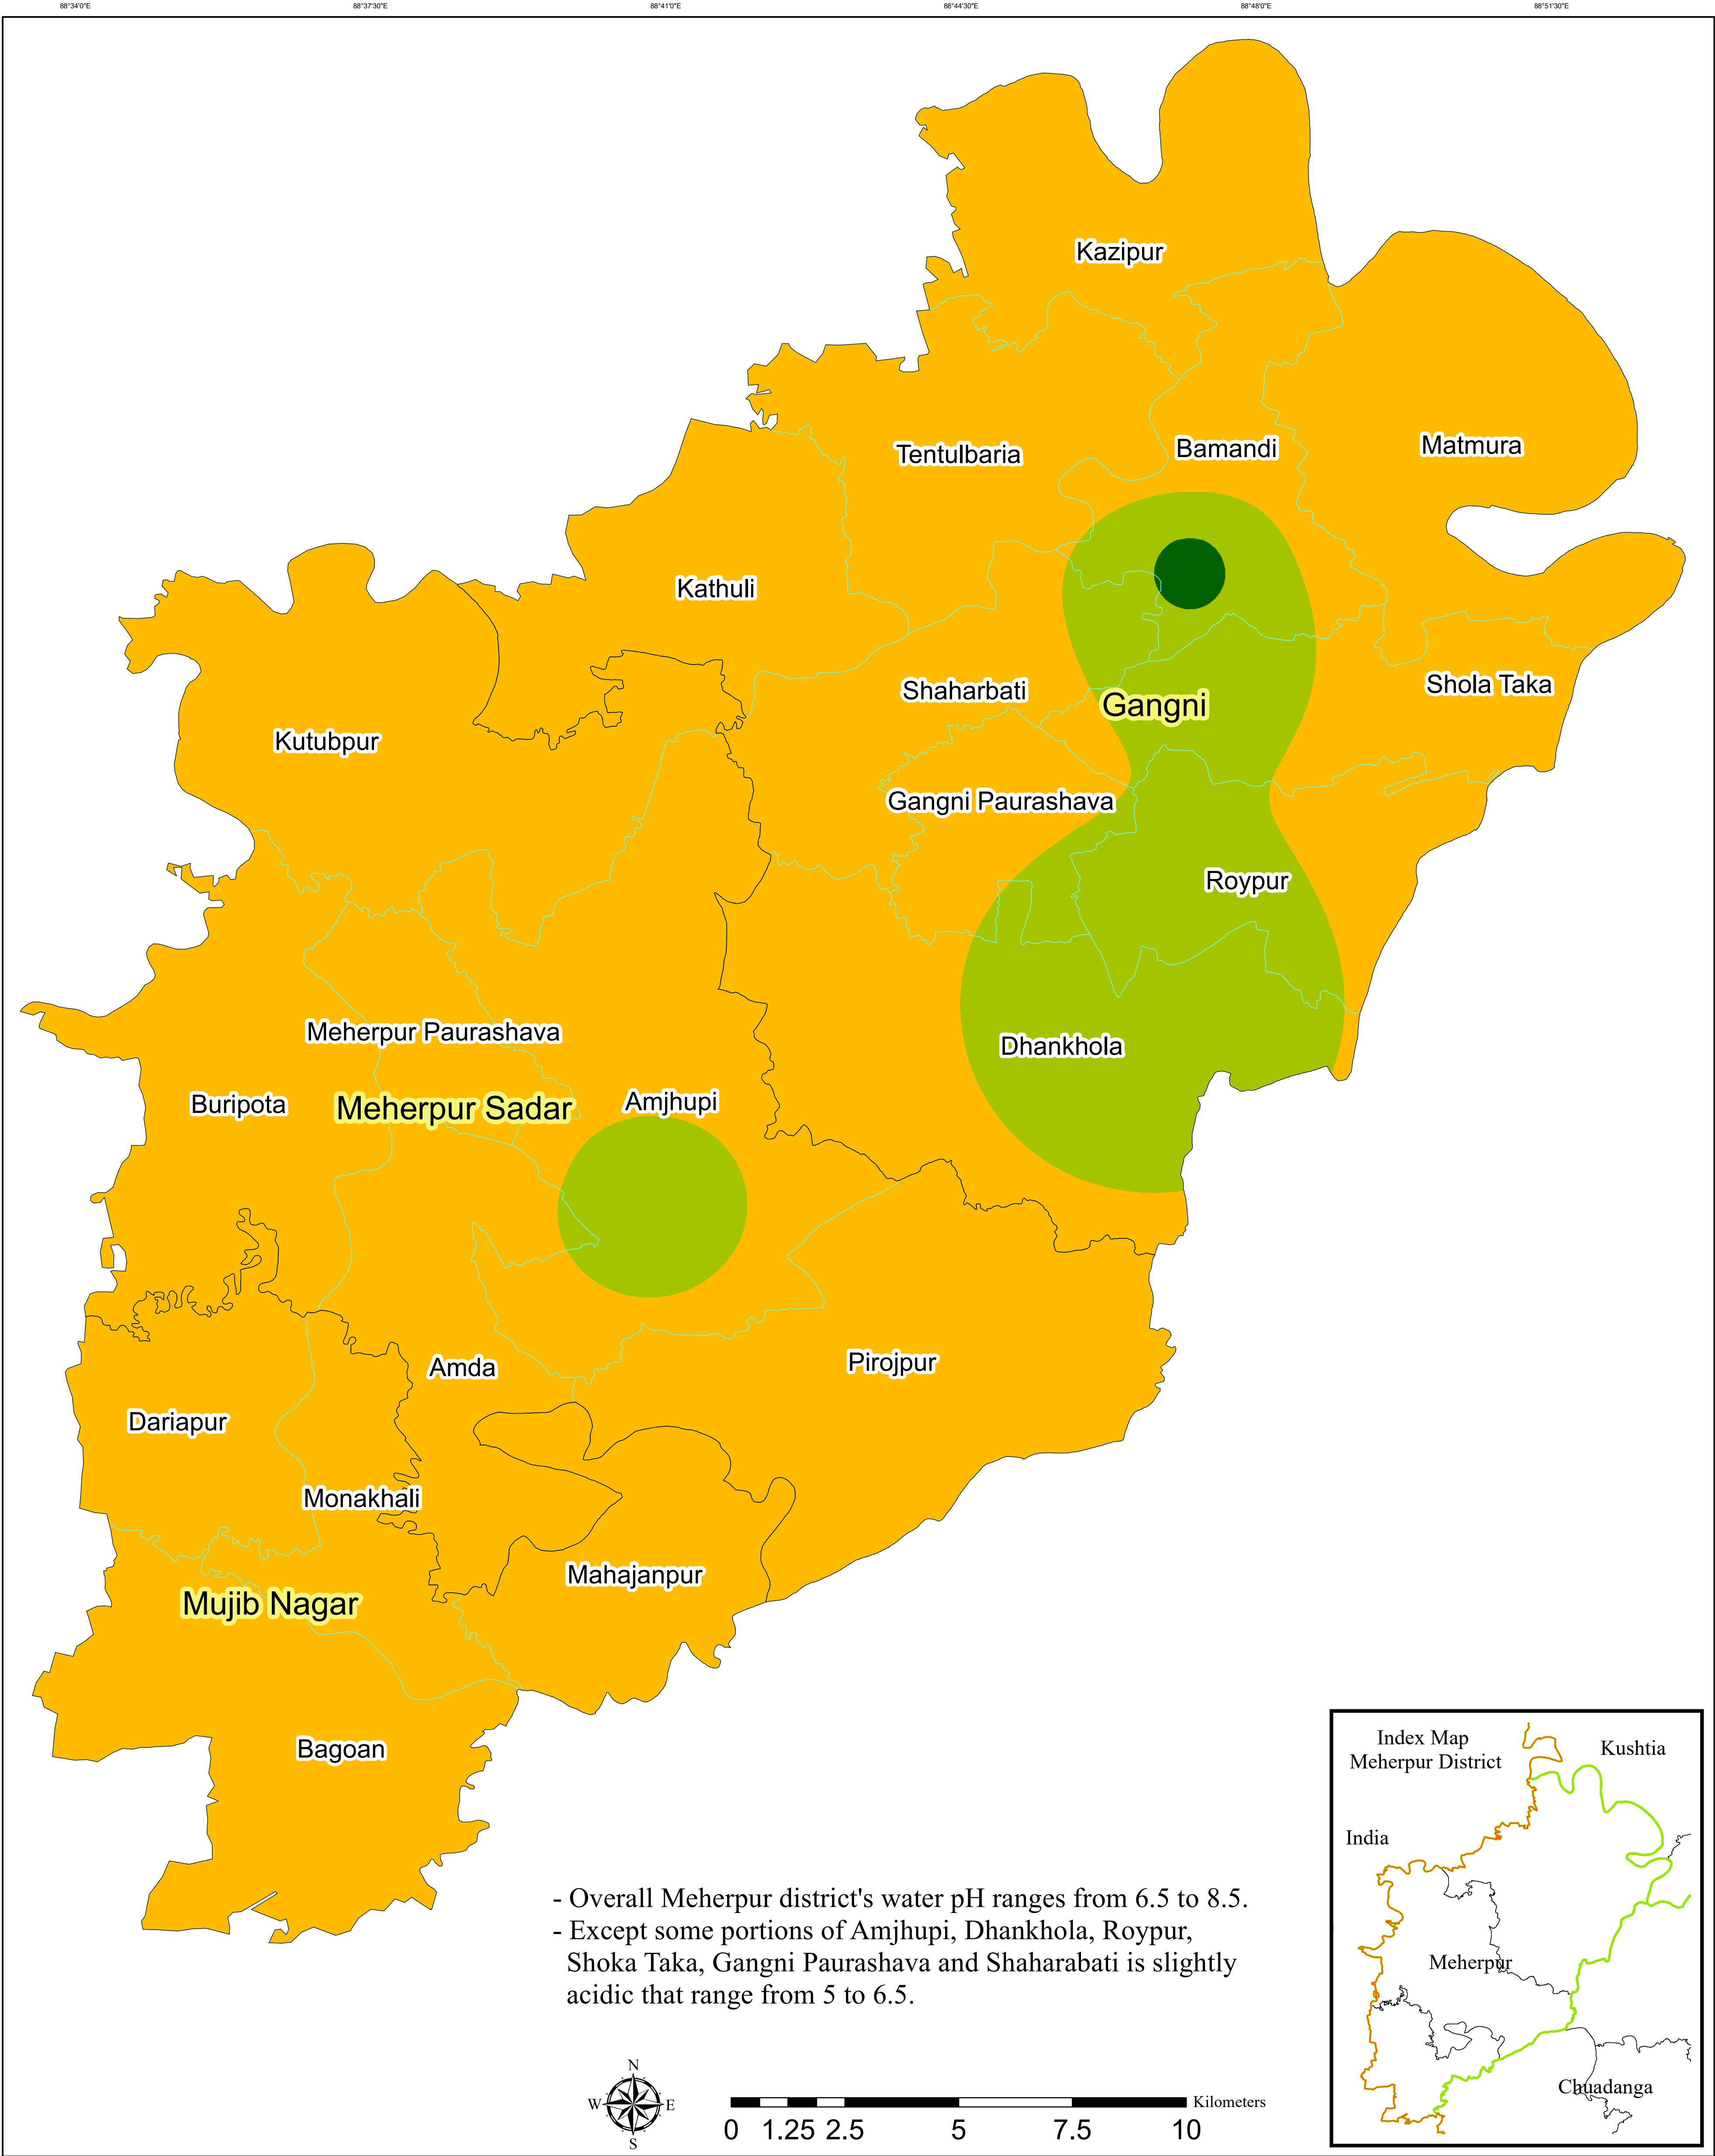 88°34'0"E 88°37'30"E 88°41'0"E 88°44'30"E 88°48'0"E 88°51'30"E
Kazipur
Tentulbaria
Bamandi
Matmura
Kathuli
Shaharbati
Gangni
Shola Taka
Kutubpur
Gangni Paurashava
Roypur
Meherpur Paurashava
Dhankhola
Buripota
Meherpur Sadar
Amjhupi
Amda
Pirojpur
Dariapur
Monakhali
Mahajanpur
Mujib Nagar
Bagoan
- Overall Meherpur district's water pH ranges from 6.5 to 8.5.
- Except some portions of Amjhupi, Dhankhola, Roypur,
Shoka Taka, Gangni Paurashava and Shaharabati is slightly
acidic that range from 5 to 6.5.
N
W E
S
Kilometers
0 1.25 2.5 5 7.5 10
Index Map
Meherpur District
Kushtia
India
Meherpur
Chuadanga